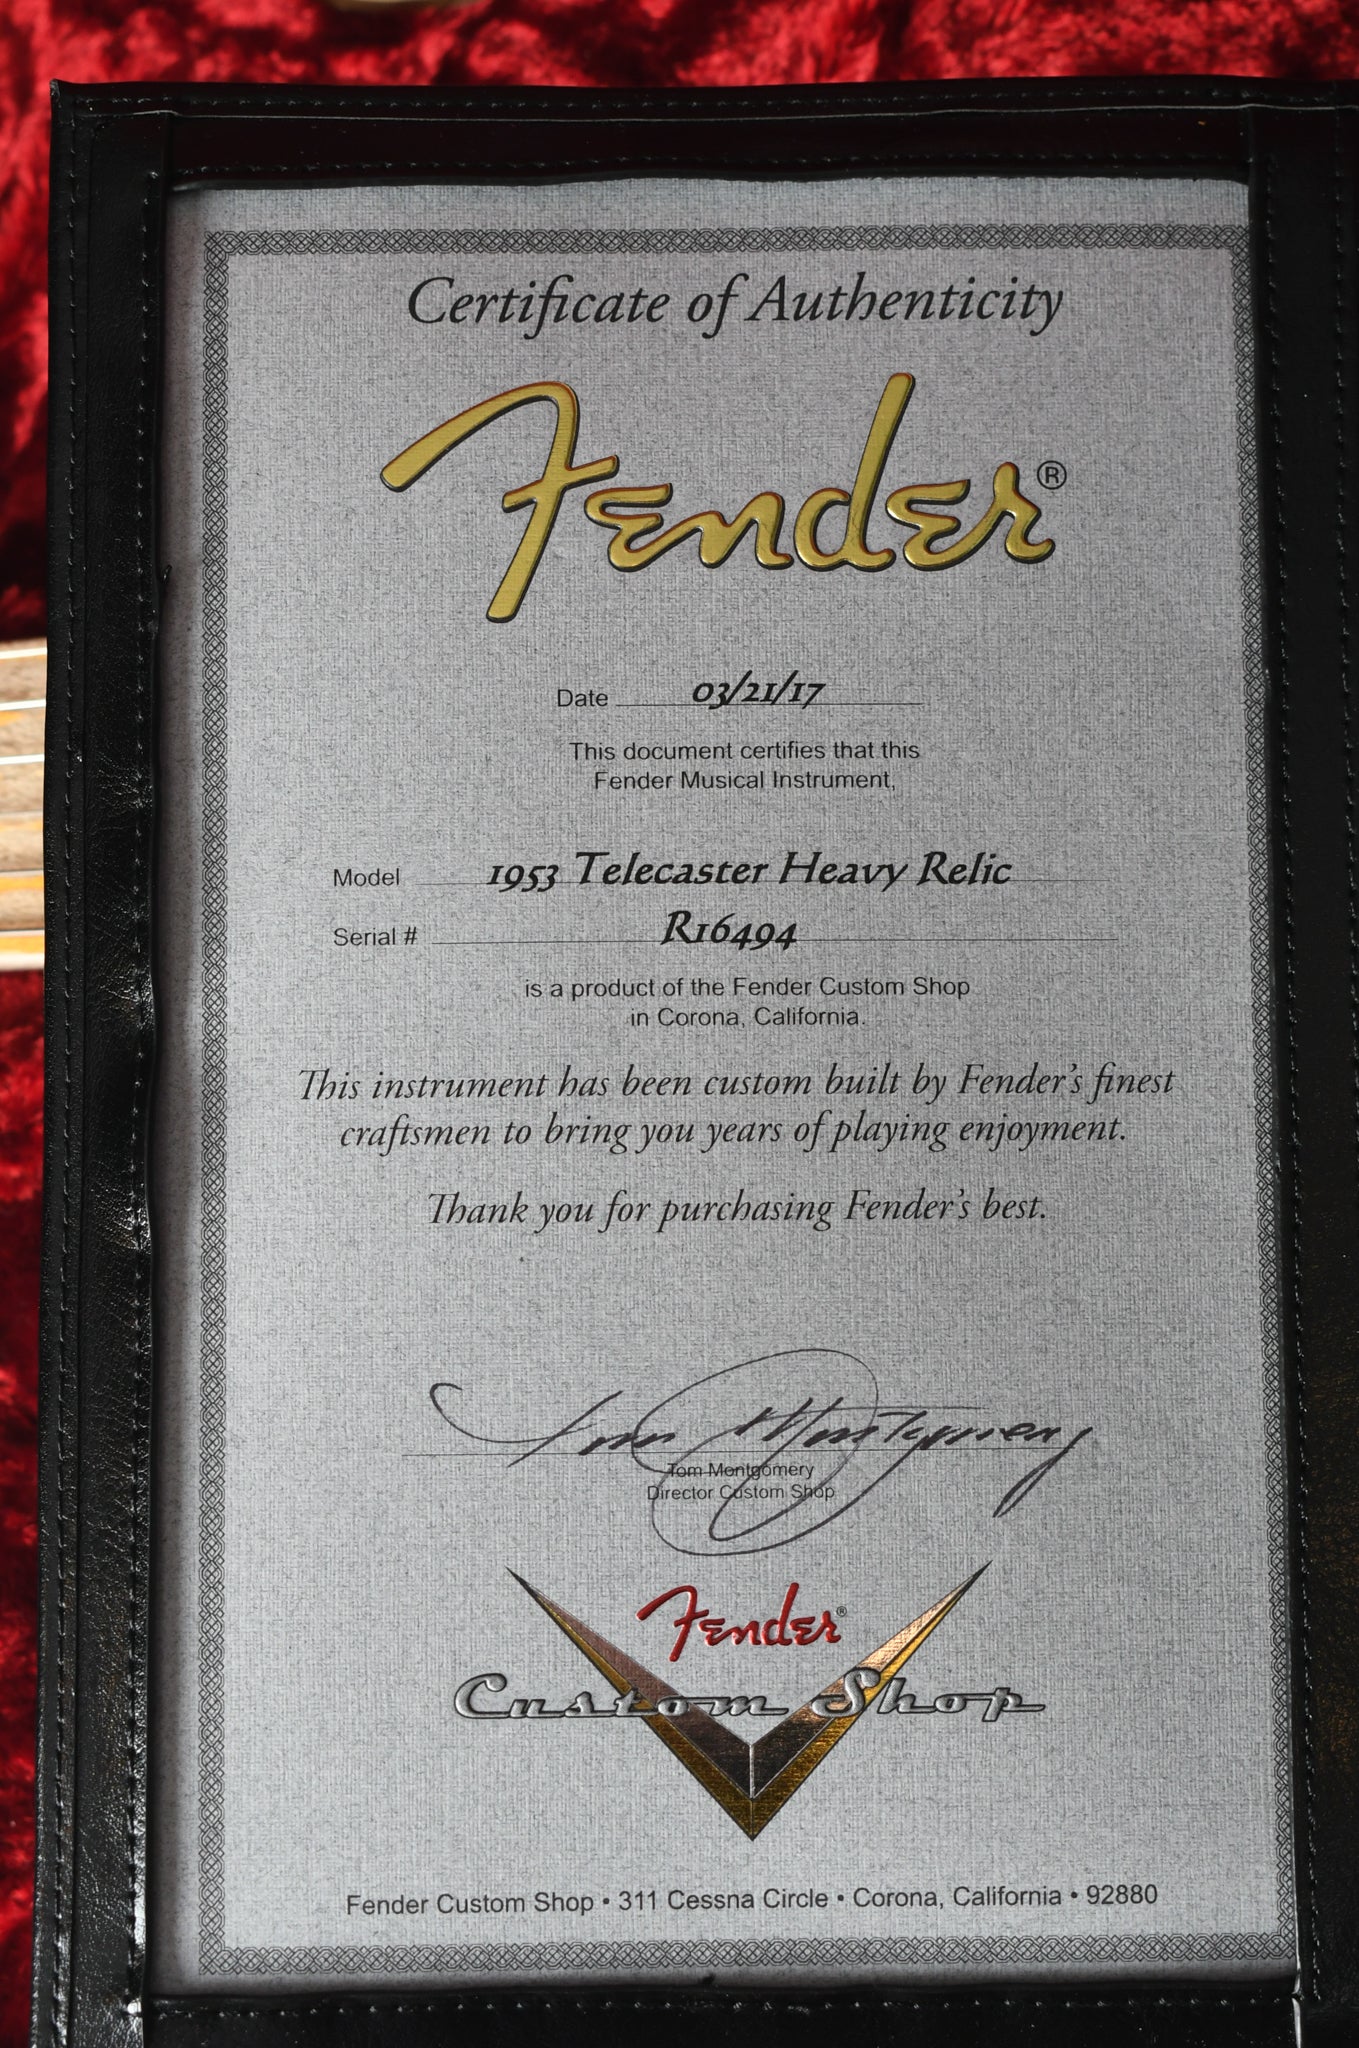 Certificate of Authenticity
Fender®
Date 03/21/17
This document certifies that this
Fender Musical Instrument,
Model 1953 Telecaster Heavy Relic
Serial # R16494
is a product of the Fender Custom Shop
in Corona, California.
This instrument has been custom built by Fender's finest
craftsmen to bring you years of playing enjoyment.
Thank you for purchasing Fender's best.
Tom Montgomery
Tom Montgomery
Director Custom Shop
Fender®
Custom Shop
Fender Custom Shop • 311 Cessna Circle • Corona, California • 92880